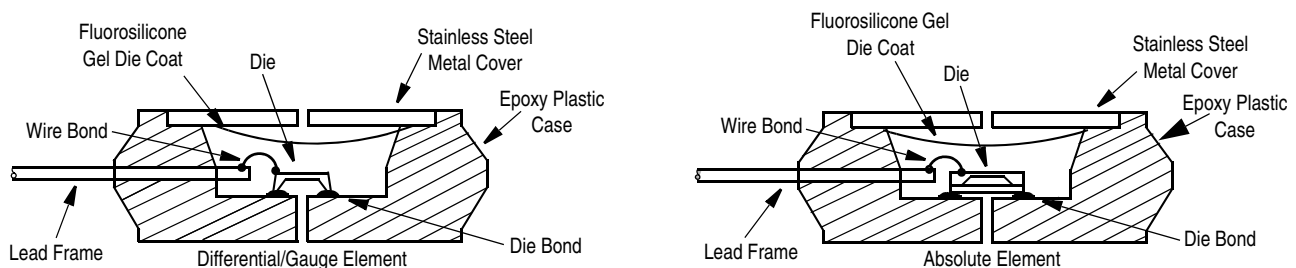 Fluorosilicone
Gel Die Coat
Die
Stainless Steel
Metal Cover
Epoxy Plastic
Case
Wire Bond
Lead Frame
Die Bond
Differential/Gauge Element
Fluorosilicone Gel
Die Coat
Die
Stainless Steel
Metal Cover
Epoxy Plastic
Case
Wire Bond
Lead Frame
Die Bond
Absolute Element